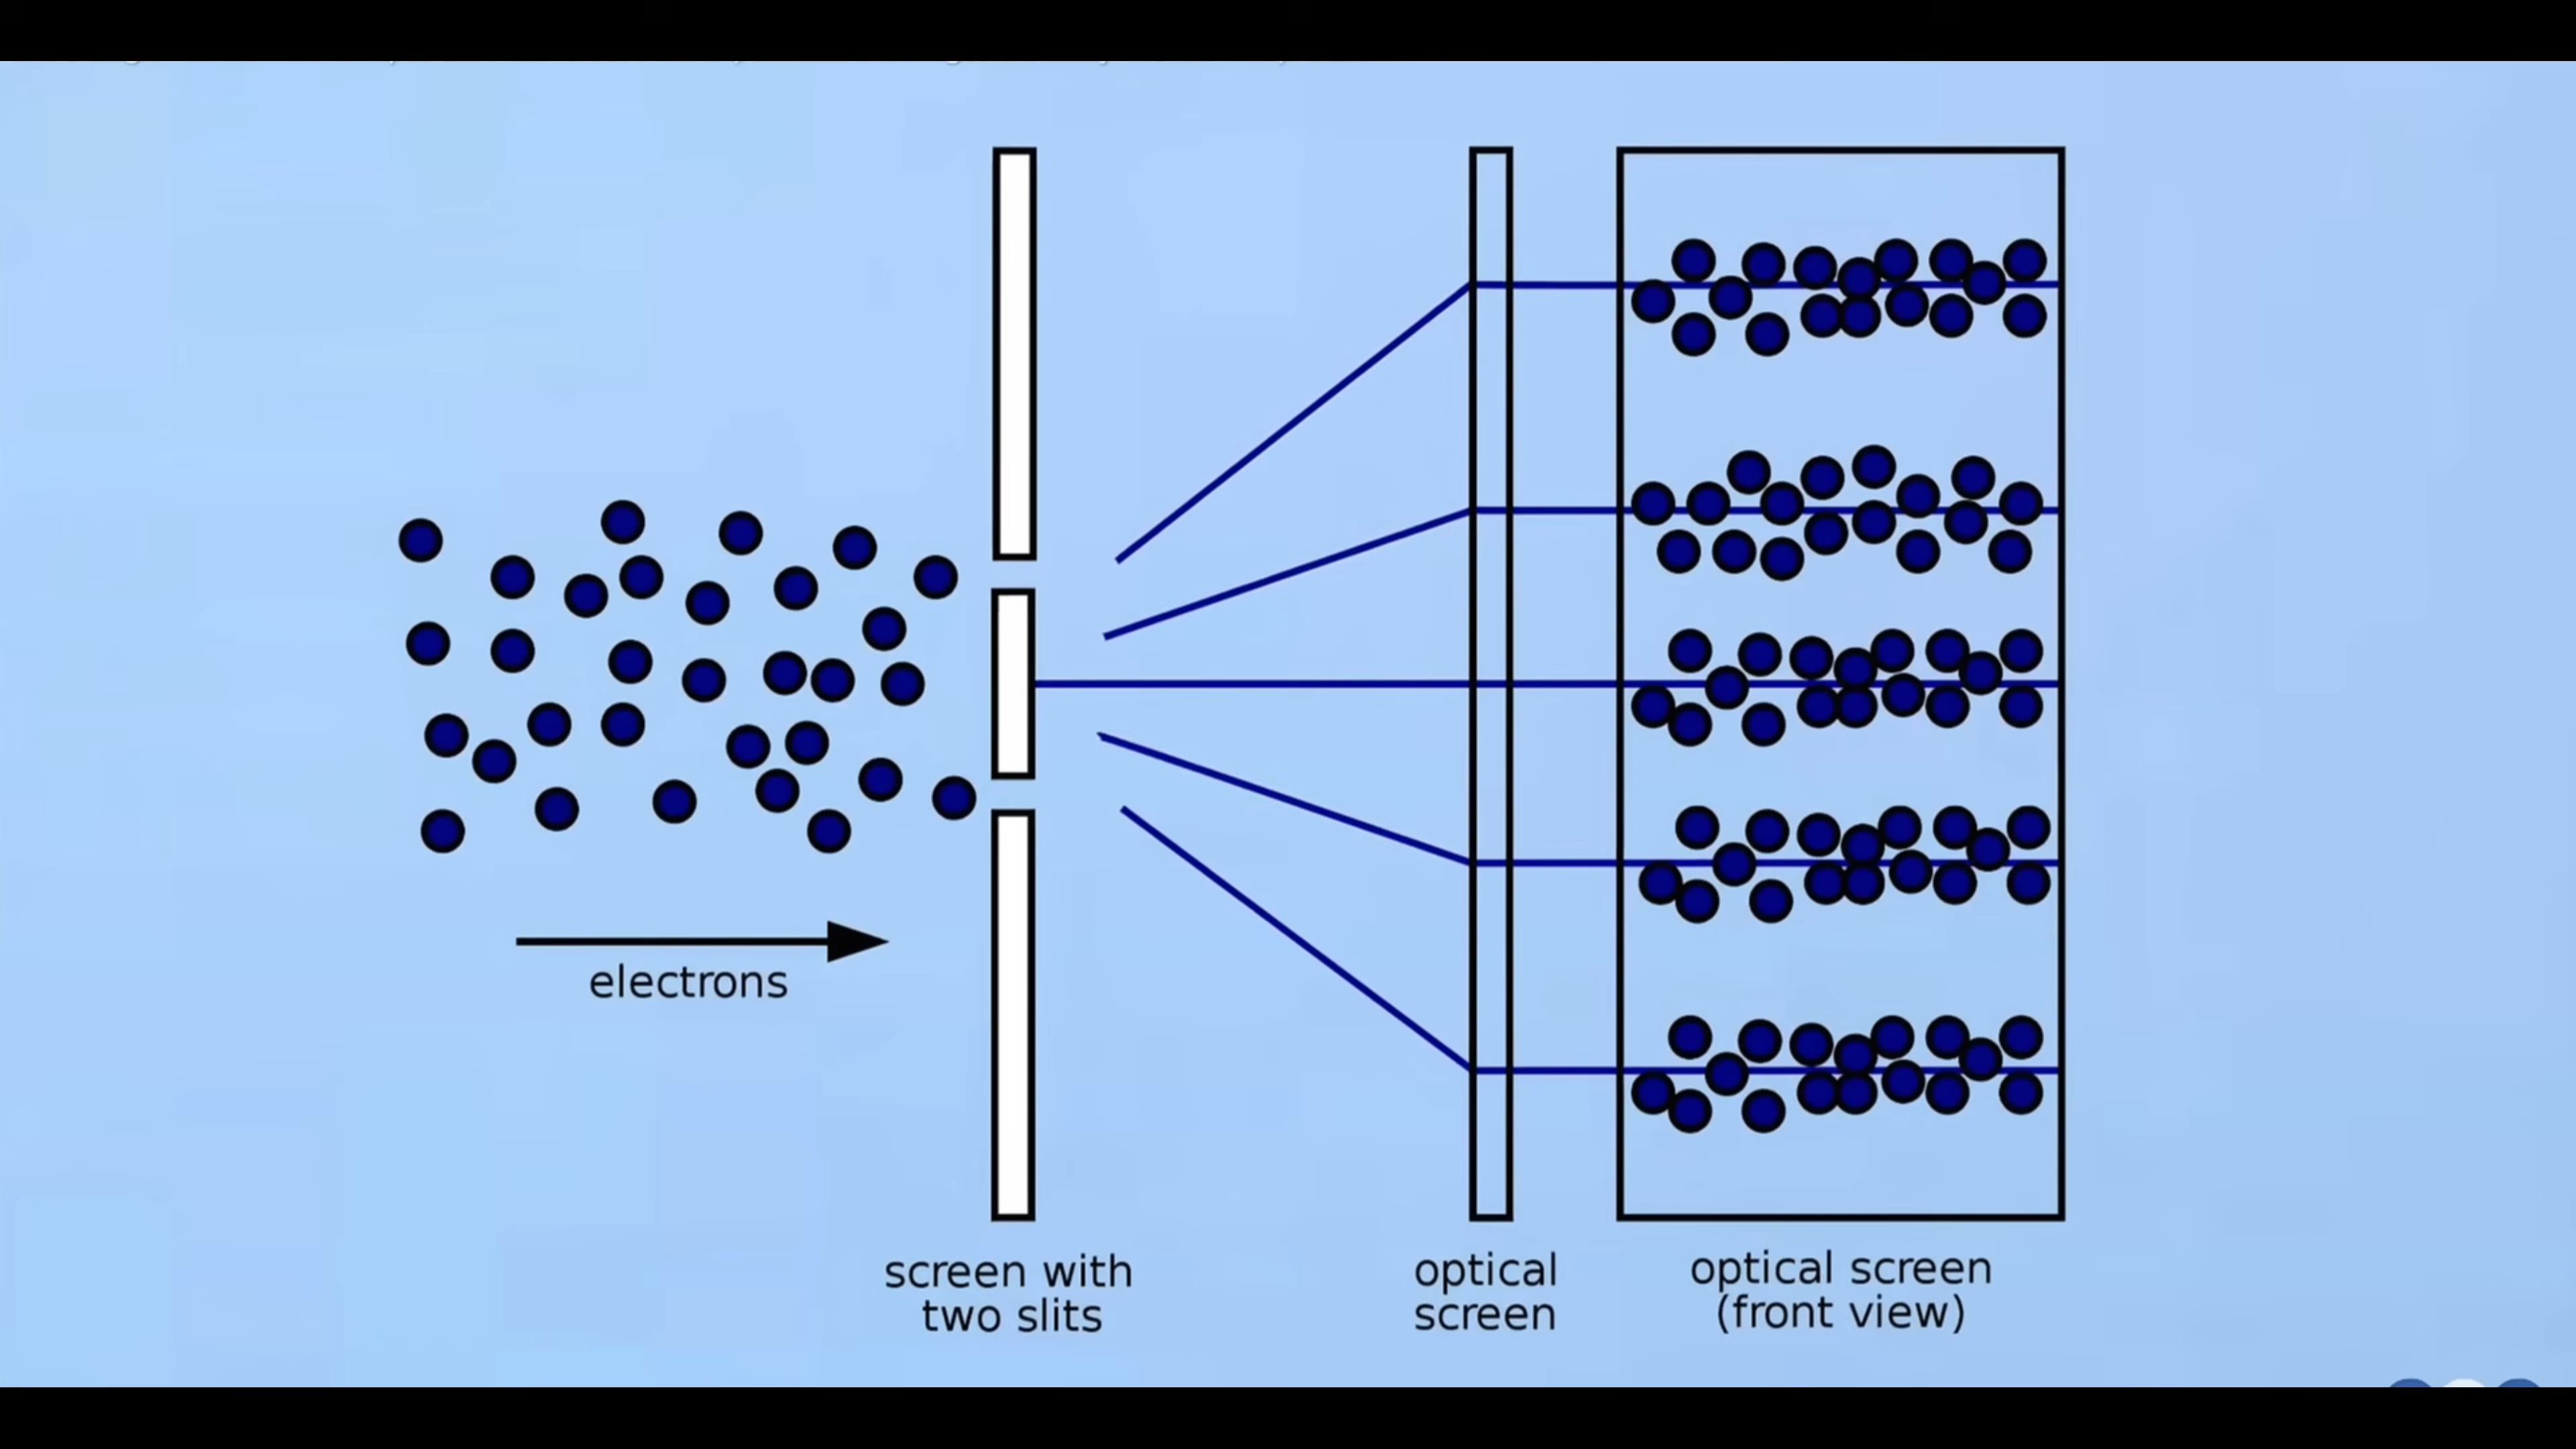 electrons
screen with
two slits
optical
screen
optical screen
(front view)